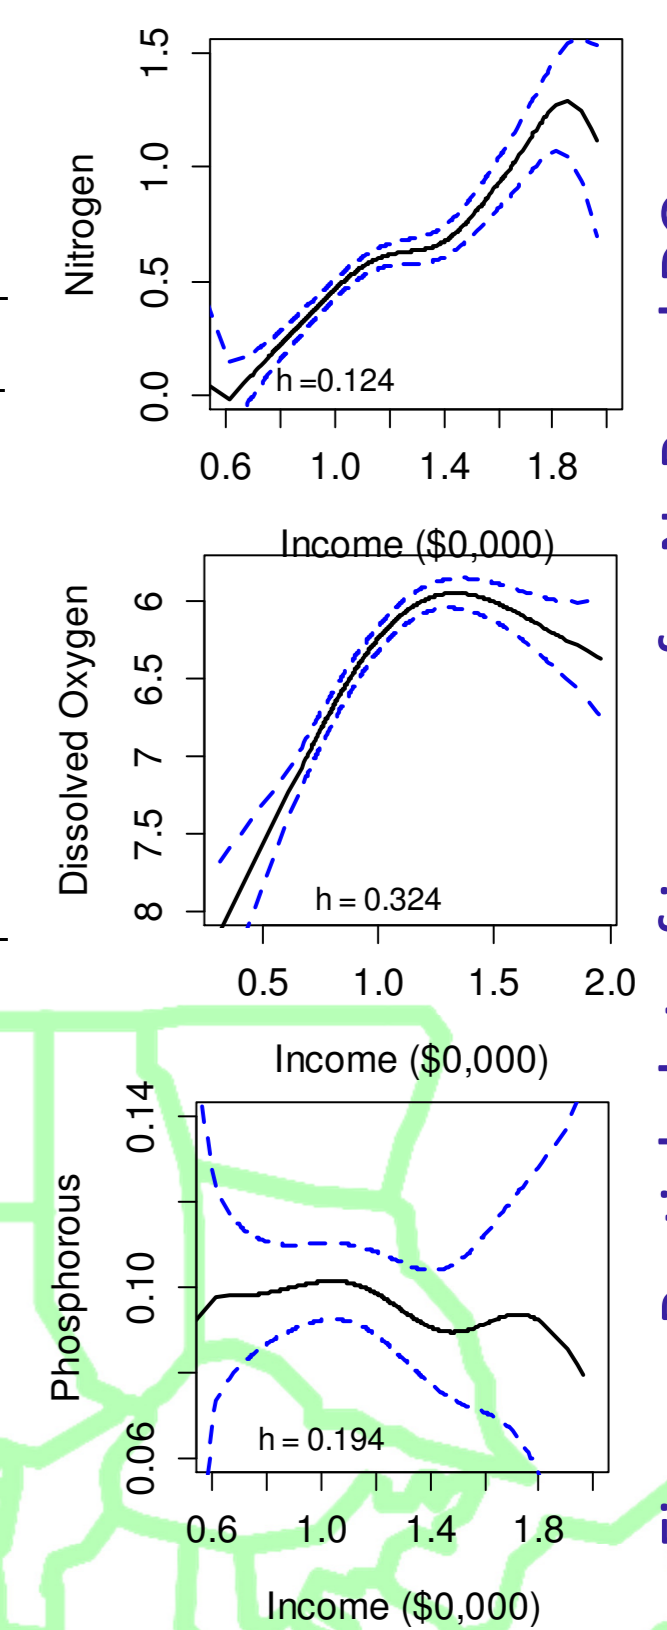 Nitrogen
1.5
1.0
0.5
0.0
h =0.124
0.6 1.0 1.4 1.8
Income ($0,000)
Dissolved Oxygen
6
6.5
7
7.5
8
h = 0.324
0.5 1.0 1.5 2.0
Income ($0,000)
Phosphorous
0.14
0.10
0.06
h = 0.194
0.6 1.0 1.4 1.8
Income ($0,000)